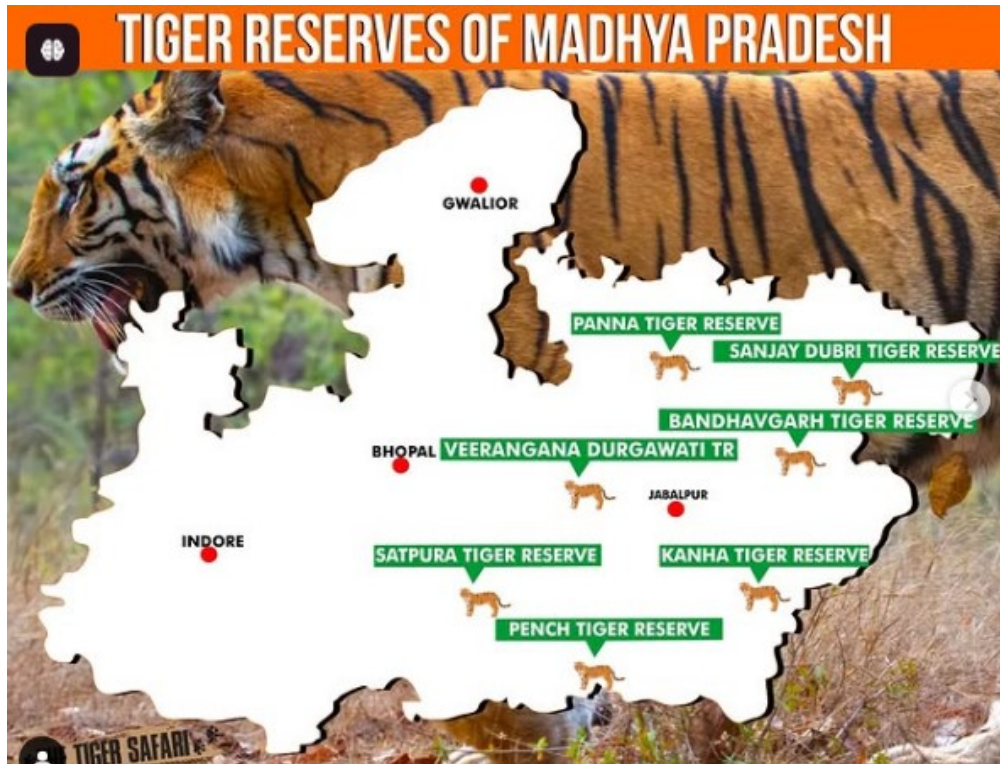 TIGER RESERVES OF MADHYA PRADESH
GWALIOR
PANNA TIGER RESERVE
SANJAY DUBRI TIGER RESERVE
BANDHAVGARH TIGER RESERVE
BHOPAL
VEERANGANA DURGAWATI TR
JABALPUR
INDORE
SATPURA TIGER RESERVE
KANHA TIGER RESERVE
PENCH TIGER RESERVE
TIGER SAFARI